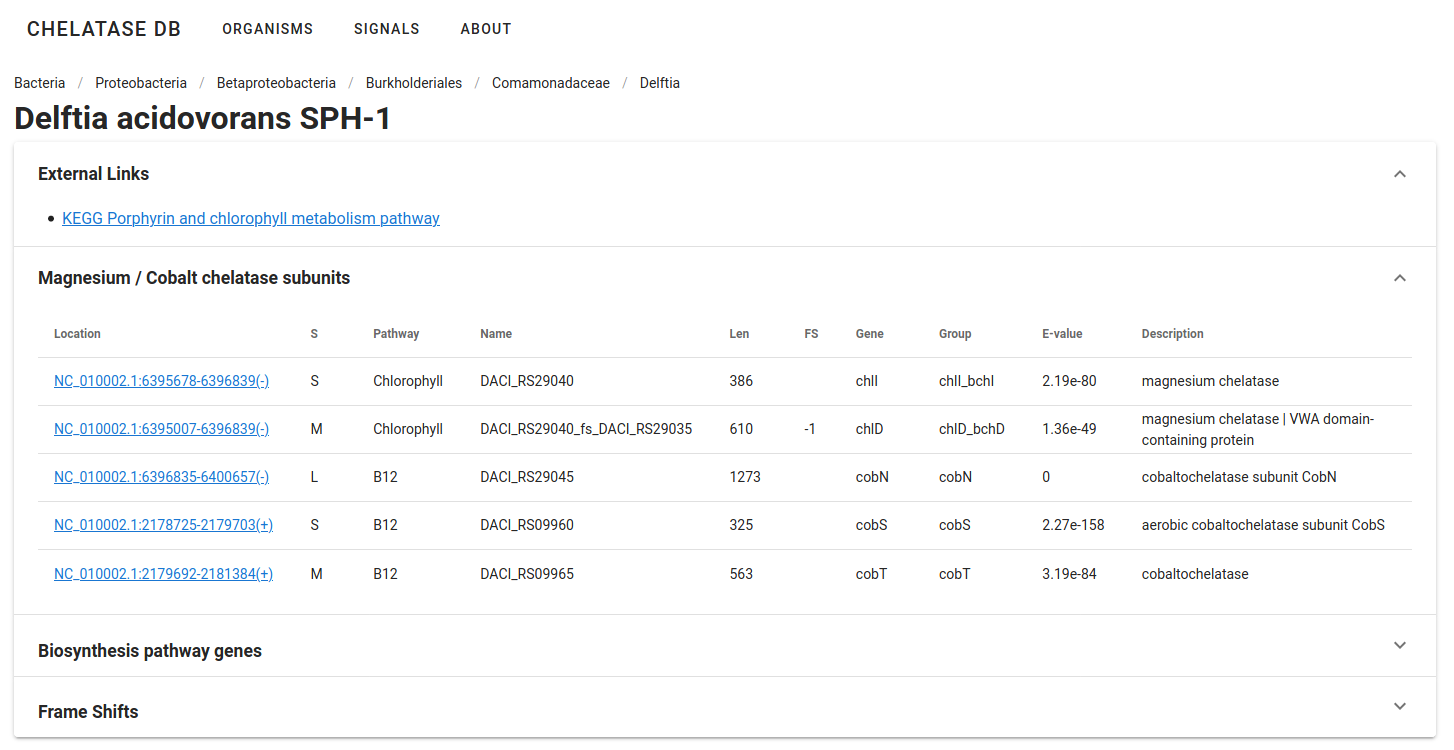 CHELATASE DB ORGANISMS SIGNALS ABOUT
Bacteria / Proteobacteria / Betaproteobacteria / Burkholderiales / Comamonadaceae / Delftia
Delftia acidovorans SPH-1
External Links
• KEGG Porphyrin and chlorophyll metabolism pathway
Magnesium / Cobalt chelatase subunits
Location S Pathway Name Len FS Gene Group E-value Description
NC_010002.1:6395678-6396839(-) S Chlorophyll DACI_RS29040 386 chlI chlI_bchI 2.19e-80 magnesium chelatase
NC_010002.1:6395007-6396839(-) M Chlorophyll DACI_RS29040_fs_DACI_RS29035 610 -1 chlD chlD_bchD 1.36e-49 magnesium chelatase | VWA domain-
containing protein
NC_010002.1:6396835-6400657(-) L B12 DACI_RS29045 1273 cobN cobN 0 cobaltochelatase subunit CobN
NC_010002.1:2178725-2179703(+) S B12 DACI_RS09960 325 cobS cobS 2.27e-158 aerobic cobaltochelatase subunit CobS
NC_010002.1:2179692-2181384(+) M B12 DACI_RS09965 563 cobT cobT 3.19e-84 cobaltochelatase
Biosynthesis pathway genes
Frame Shifts